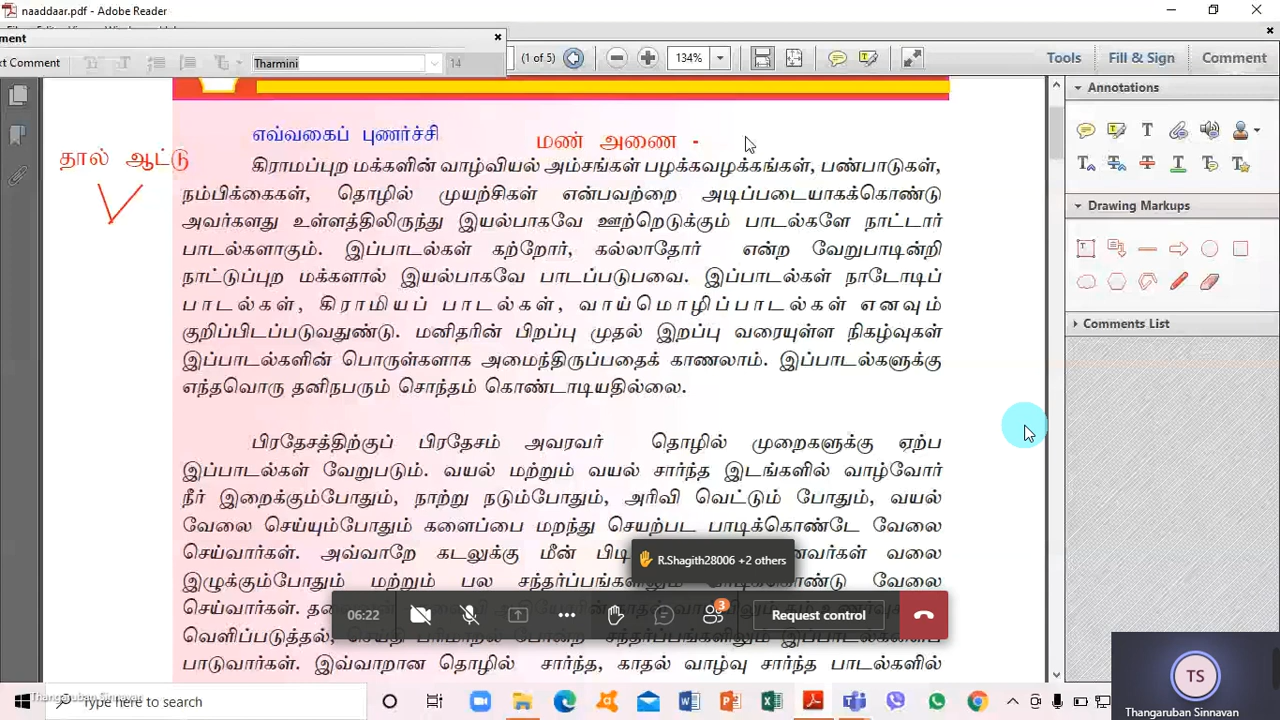 naaddaar.pdf - Adobe Reader
ment
ct Comment
Tharmini
14
(1 of 5)
134%
Tools
Fill & Sign
Comment
Annotations
Drawing Markups
Comments List
எவ்வகைப் புணர்ச்சி
மண் அணை -
தால் ஆட்டு
கிராமப்புற மக்களின் வாழ்வியல் அம்சங்கள் பழக்கவழக்கங்கள், பண்பாடுகள்,
நம்பிக்கைகள், தொழில் முயற்சிகள் என்பவற்றை அடிப்படையாகக்கொண்டு
அவர்களது உள்ளத்திலிருந்து இயல்பாகவே ஊற்றெடுக்கும் பாடல்களே நாட்டார்
பாடல்களாகும். இப்பாடல்கள் கற்றோர், கல்லாதோர் என்ற வேறுபாடின்றி
நாட்டுப்புற மக்களால் இயல்பாகவே பாடப்படுபவை. இப்பாடல்கள் நாடோடிப்
பாடல்கள், கிராமியப் பாடல்கள், வாய்மொழிப்பாடல்கள் எனவும்
குறிப்பிடப்படுவதுண்டு. மனிதரின் பிறப்பு முதல் இறப்பு வரையுள்ள நிகழ்வுகள்
இப்பாடல்களின் பொருள்களாக அமைந்திருப்பதைக் காணலாம். இப்பாடல்களுக்கு
எந்தவொரு தனிநபரும் சொந்தம் கொண்டாடியதில்லை.
பிரதேசத்திற்குப் பிரதேசம் அவரவர் தொழில் முறைகளுக்கு ஏற்ப
இப்பாடல்கள் வேறுபடும். வயல் மற்றும் வயல் சார்ந்த இடங்களில் வாழ்வோர்
நீர் இறைக்கும்போதும், நாற்று நடும்போதும், அரிவி வெட்டும் போதும், வயல்
வேலை செய்யும்போதும் களைப்பை மறந்து செயற்பட பாடிக்கொண்டே வேலை
செய்வார்கள். அவ்வாறே கடலுக்கு மீன் வலை
இழுக்கும்போதும் மற்றும் பல
செய்வார்கள்.
வெளிப்படுத்தல்,
பாடுவார்கள். இவ்வாறான தொழில் சார்ந்த, காதல் வாழ்வு சார்ந்த பாடல்களில்
R.Shagith28006 +2 others
06:22
3
Request control
TS
Thangaruban Sinnavan
Thangaruban Sinnavan
Type here to search